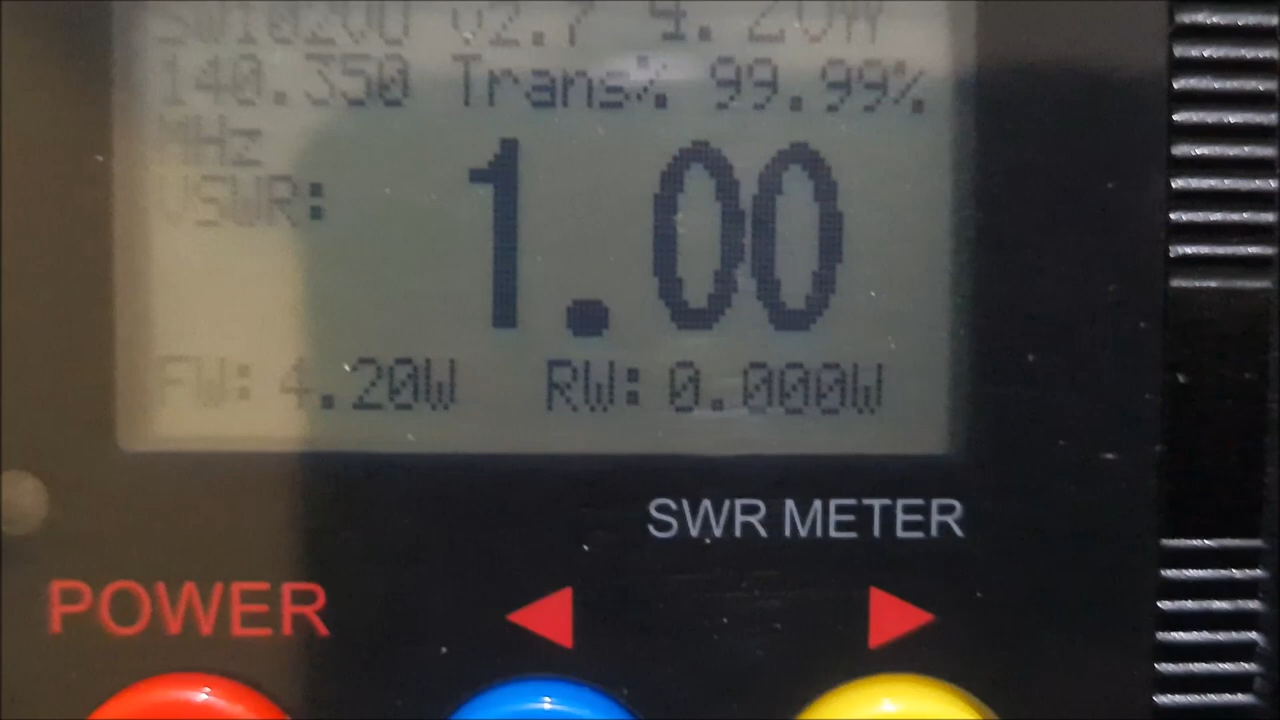 SW102UU v2.7 4.20W
140.350 Trans% 99.99%
MHz
VSWR: 1.00
FW: 4.20W RW: 0.000W
SWR METER
POWER